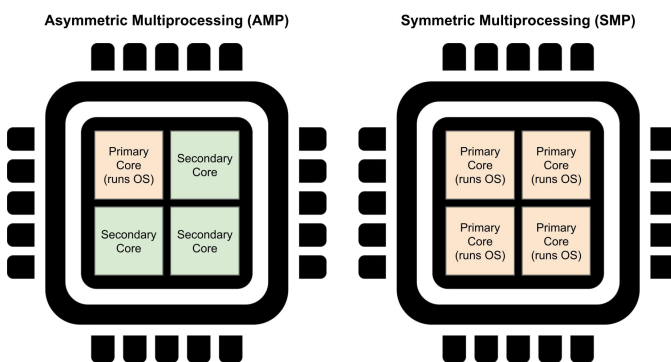 Asymmetric Multiprocessing (AMP)
Primary
Core
(runs OS)
Secondary
Core
Secondary
Core
Secondary
Core
Symmetric Multiprocessing (SMP)
Primary
Core
(runs OS)
Primary
Core
(runs OS)
Primary
Core
(runs OS)
Primary
Core
(runs OS)